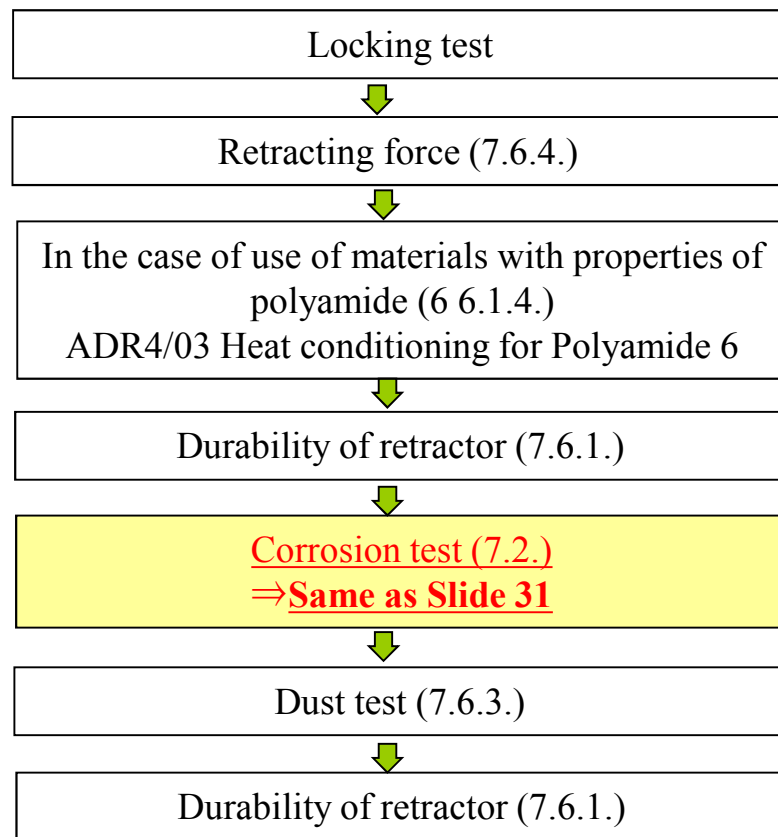 Locking test
Retracting force (7.6.4.)
In the case of use of materials with properties of
polyamide (6 6.1.4.)
ADR4/03 Heat conditioning for Polyamide 6
Durability of retractor (7.6.1.)
Corrosion test (7.2.)
⇒Same as Slide 31
Dust test (7.6.3.)
Durability of retractor (7.6.1.)